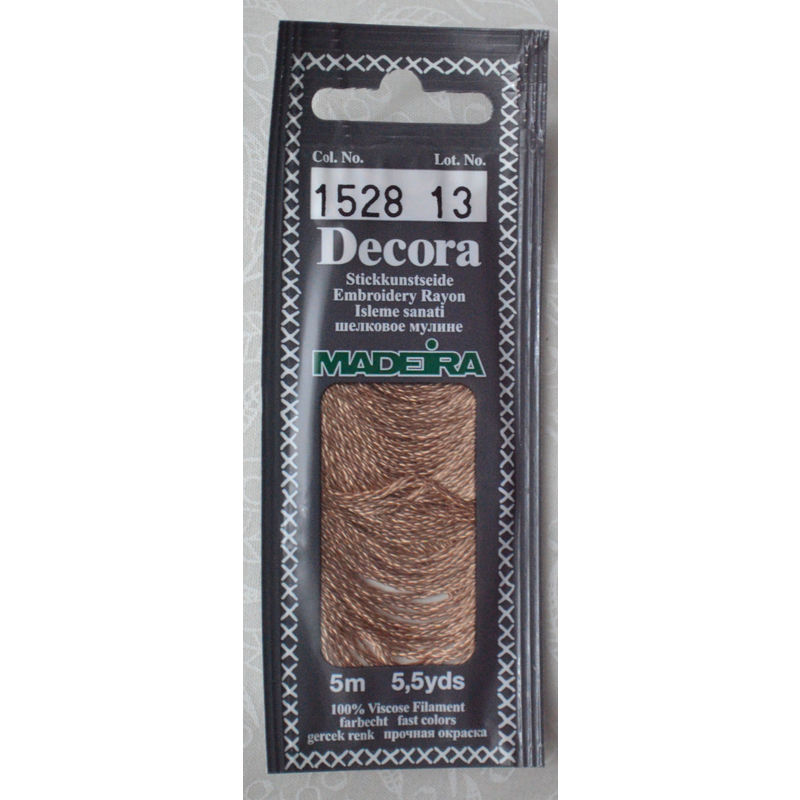 Col. No. Lot. No.
1528 13
Decora
Stickkunstseide
Embroidery Rayon
Isleme sanati
шелковое мулине
MADEIRA
5m 5,5yds
100% Viscose Filament
farbecht fast colors
gercek renk прочная окраска